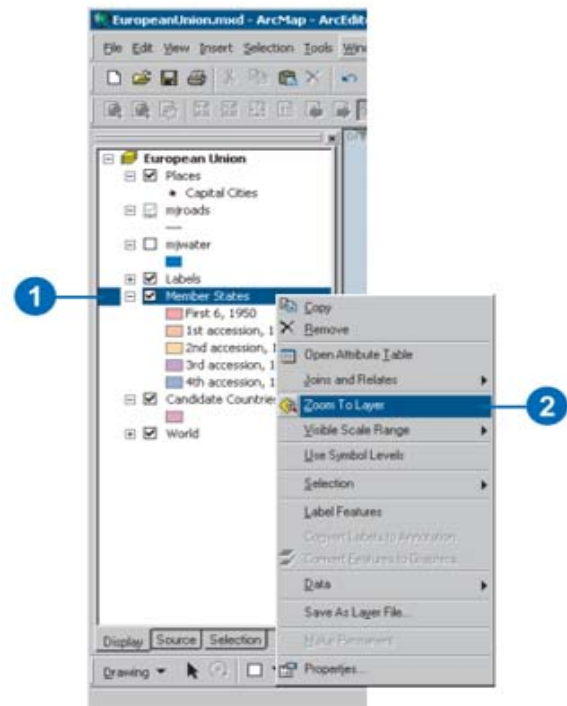 EuropeanUnion.mxd - ArcMap - ArcEdito
File Edit View Insert Selection Tools Win
European Union
Places
Capital Cities
mjroads
mjwater
Labels
1
Member States
First 6, 1950
1st accession, 1
2nd accession, 1
3rd accession, 1
4th accession, 1
Candidate Countries
World
Copy
Remove
Open Attribute Table
Joins and Relates
Zoom To Layer
2
Visible Scale Range
Use Symbol Levels
Selection
Label Features
Convert Labels to Annotation...
Convert Features to Graphics...
Data
Save As Layer File...
Make Permanent
Properties...
Display Source Selection
Drawing